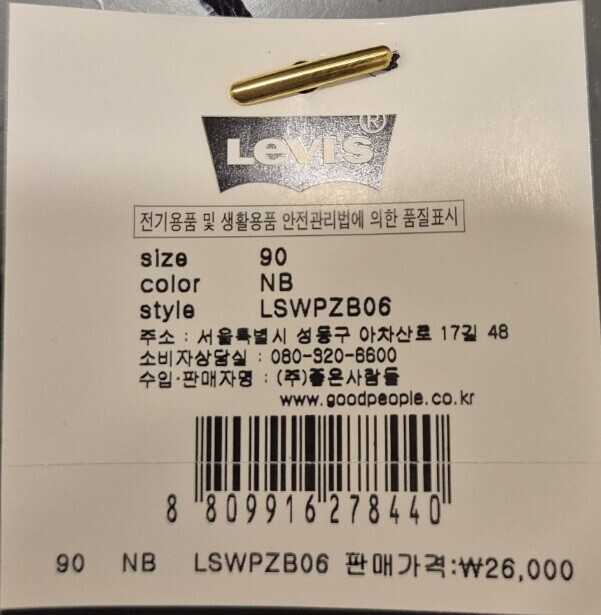 Levi's®
전기용품 및 생활용품 안전관리법에 의한 품질표시
size 90
color NB
style LSWPZB06
주소 : 서울특별시 성동구 아차산로 17길 48
소비자상담실 : 080-320-6600
수입·판매자명 : (주)좋은사람들
www.goodpeople.co.kr
8 809916 278440
90 NB LSWPZB06 판매가격:₩26,000